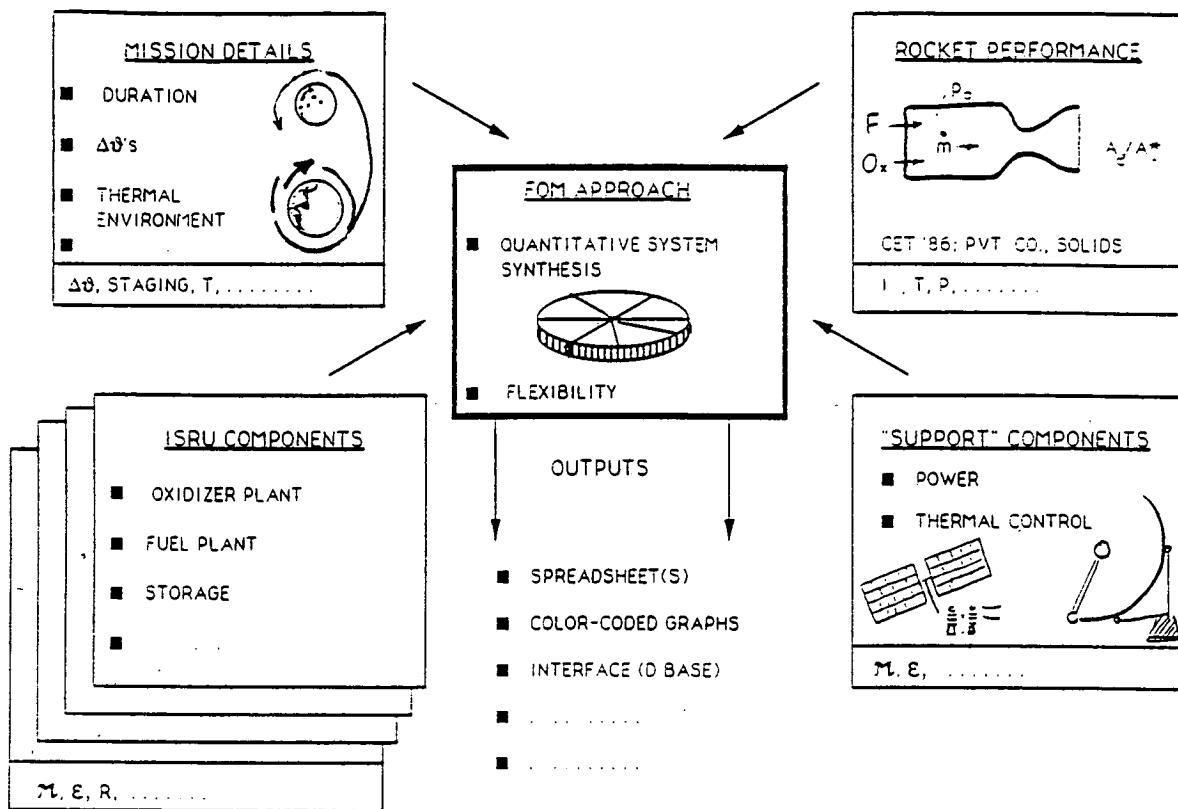 MISSION DETAILS
■ DURATION
■ Δϑ's
■ THERMAL
ENVIRONMENT
■ . . . . .
Δϑ, STAGING, T, . . . . . . . .
ROCKET PERFORMANCE
F
Ox
ṁ
CET '86; PVT. CO., SOLIDS
T, P, . . . . . . . .
FOM APPROACH
■ QUANTITATIVE SYSTEM
SYNTHESIS
■ FLEXIBILITY
ISRU COMPONENTS
■ OXIDIZER PLANT
■ FUEL PLANT
■ STORAGE
■ . . . . .
M, Ɛ, R, . . . . . . .
OUTPUTS
■ SPREADSHEET(S)
■ COLOR-CODED GRAPHS
■ INTERFACE (D BASE)
■ . . . . . . . . .
■ . . . . . . . . .
"SUPPORT" COMPONENTS
■ POWER
■ THERMAL CONTROL
M, Ɛ, . . . . . . .